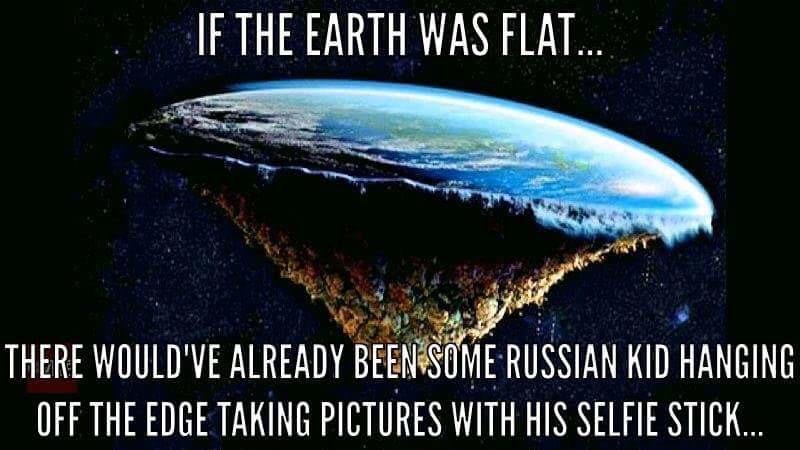 IF THE EARTH WAS FLAT...
THERE WOULD'VE ALREADY BEEN SOME RUSSIAN KID HANGING
OFF THE EDGE TAKING PICTURES WITH HIS SELFIE STICK...